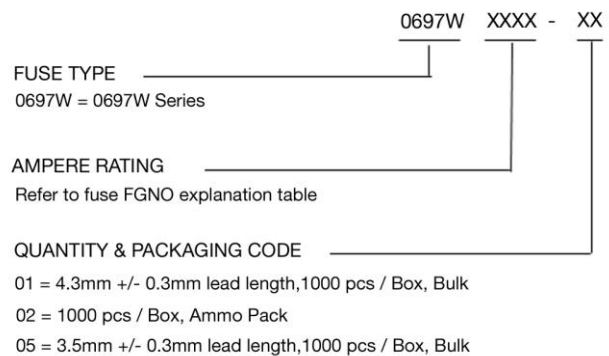 0697W XXXX - XX
FUSE TYPE
0697W = 0697W Series
AMPERE RATING
Refer to fuse FGNO explanation table
QUANTITY & PACKAGING CODE
01 = 4.3mm +/- 0.3mm lead length,1000 pcs / Box, Bulk
02 = 1000 pcs / Box, Ammo Pack
05 = 3.5mm +/- 0.3mm lead length,1000 pcs / Box, Bulk